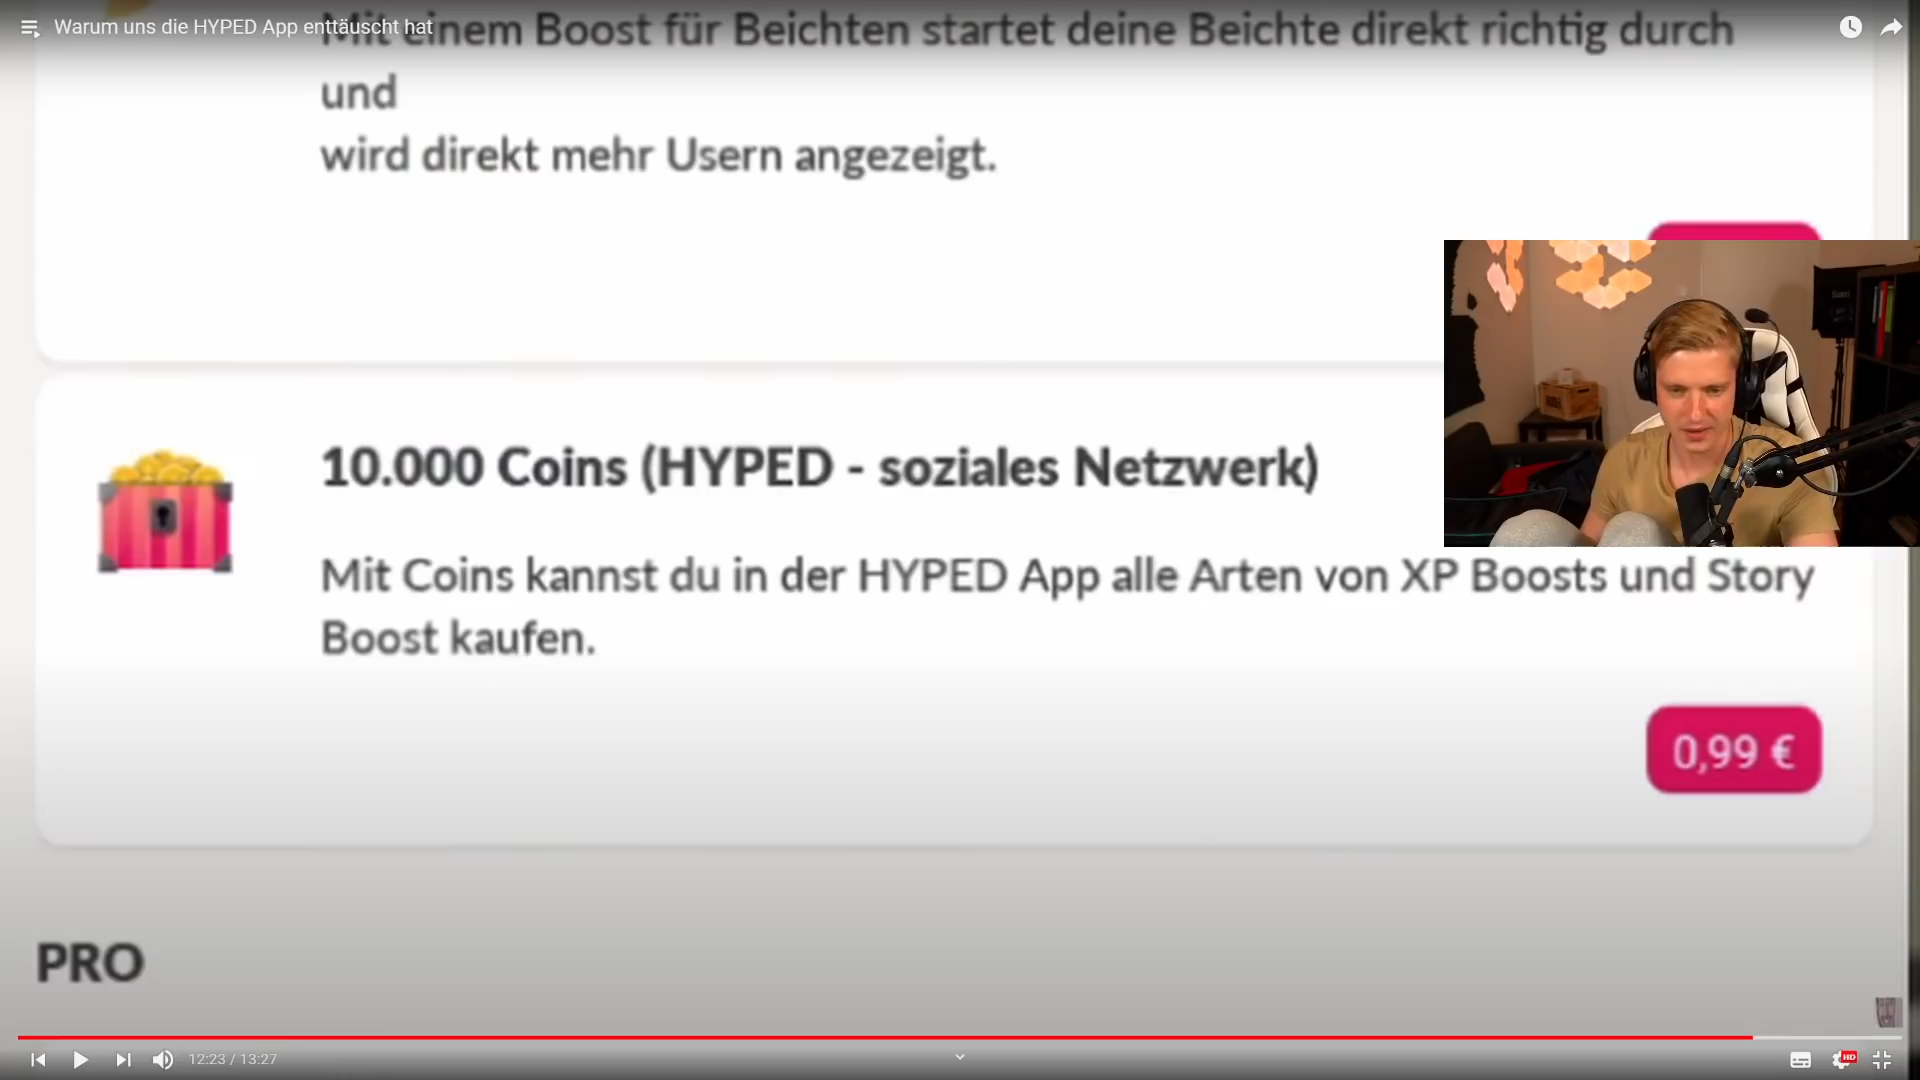 Warum uns die HYPED App enttäuscht hat
Mit einem Boost für Beichten startet deine Beichte direkt richtig durch
und
wird direkt mehr Usern angezeigt.
10.000 Coins (HYPED - soziales Netzwerk)
Mit Coins kannst du in der HYPED App alle Arten von XP Boosts und Story
Boost kaufen.
0,99 €
PRO
12:23 / 13:27
HD